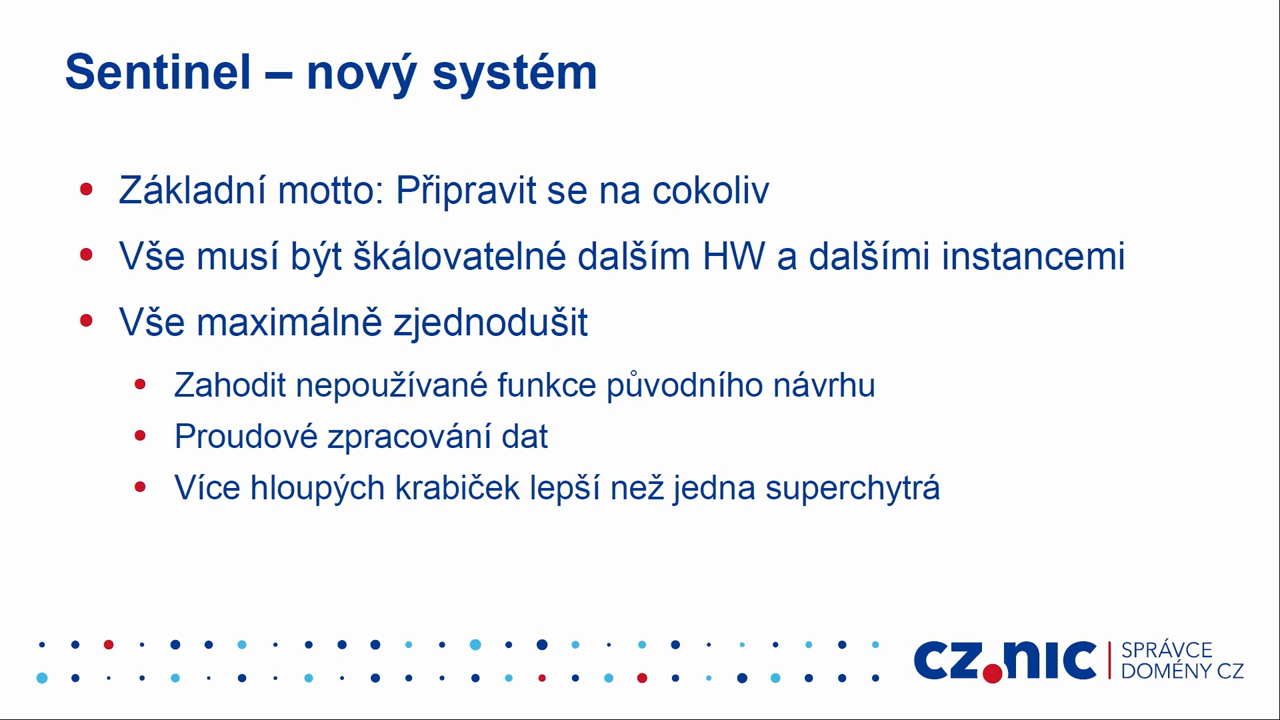 Sentinel – nový systém
Základní motto: Připravit se na cokoliv
Vše musí být škálovatelné dalším HW a dalšími instancemi
Vše maximálně zjednodušit
Zahodit nepoužívané funkce původního návrhu
Proudové zpracování dat
Více hloupých krabiček lepší než jedna superchytrá
CZ.NIC
SPRÁVCE
DOMÉNY CZ